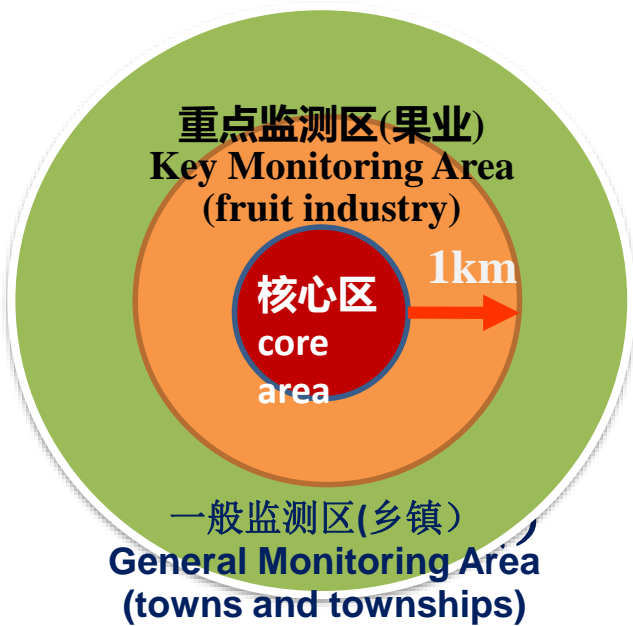 重点监测区(果业)
Key Monitoring Area
(fruit industry)
1km
核心区
core
area
一般监测区(乡镇）
General Monitoring Area
(towns and townships)